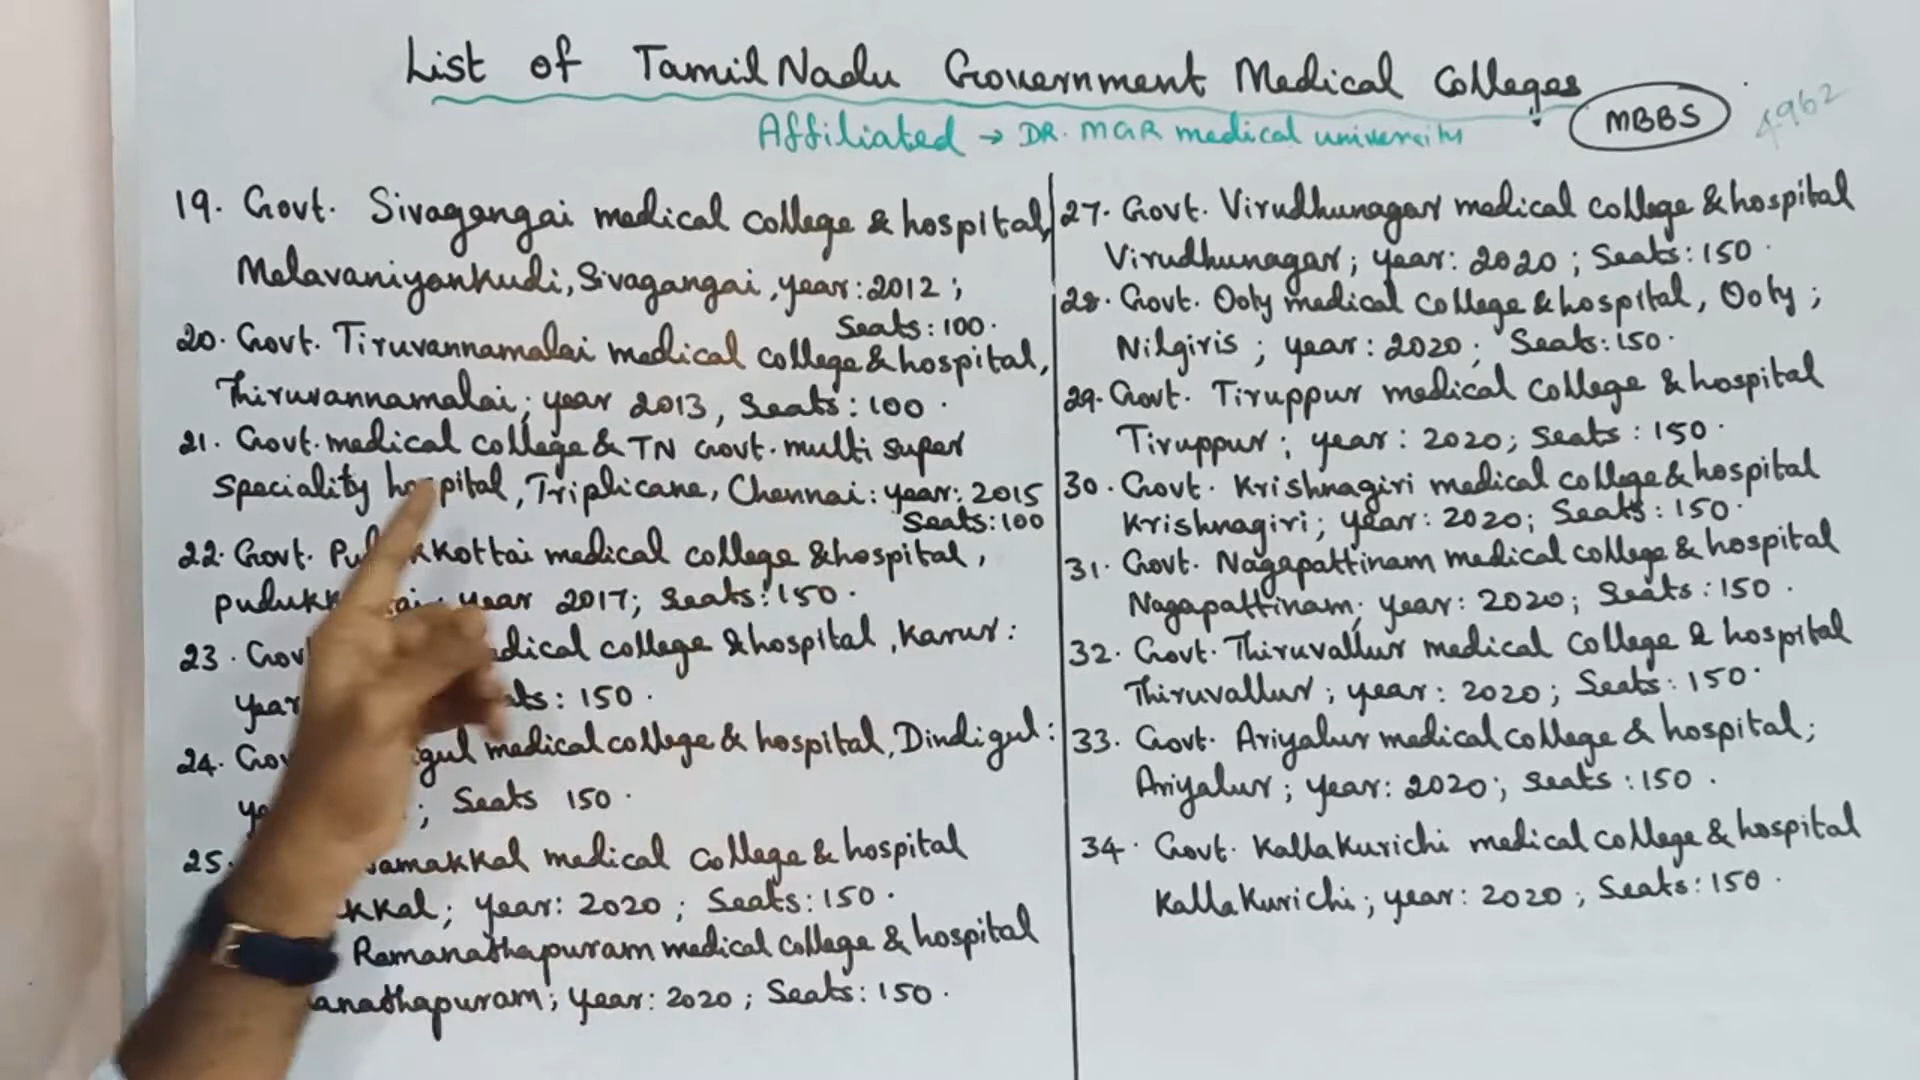 List of Tamil Nadu Government Medical Colleges
Affiliated → DR. MGR medical university
MBBS
4962
19. Govt. Sivagangai medical college & hospital,
Melavaniyankudi, Sivagangai, year: 2012;
Seats: 100.
20. Govt. Tiruvannamalai medical college & hospital,
Thiruvannamalai; year 2013, Seats: 100.
21. Govt. medical college & TN Govt. multi super
Speciality hospital, Triplicane, Chennai: year: 2015
Seats: 100
22. Govt. kkottai medical college & hospital,
year 2017; Seats: 150.
23. medical college & hospital, Karur:
150.
24. medical college & hospital, Dindigul:
; Seats 150.
25. Namakkal medical college & hospital
kkal; year: 2020; Seats: 150.
Ramanathapuram medical college & hospital
anathapuram; year: 2020; Seats: 150.
27. Govt. Virudhunagar medical college & hospital
Virudhunagar; year: 2020; Seats: 150.
28. Govt. Ooty medical college & hospital, Ooty;
Nilgiris; year: 2020; Seats: 150.
29. Govt. Tiruppur medical college & hospital
Tiruppur; year: 2020; Seats: 150.
30. Govt. Krishnagiri medical college & hospital
Krishnagiri; year: 2020; Seats: 150.
31. Govt. Nagapattinam medical college & hospital
Nagapattinam; year: 2020; Seats: 150.
32. Govt. Thiruvallur medical college & hospital
Thiruvallur; year: 2020; Seats: 150.
33. Govt. Ariyalur medical college & hospital;
Ariyalur; year: 2020; Seats: 150.
34. Govt. Kallakurichi medical college & hospital
Kallakurichi; year: 2020; Seats: 150.